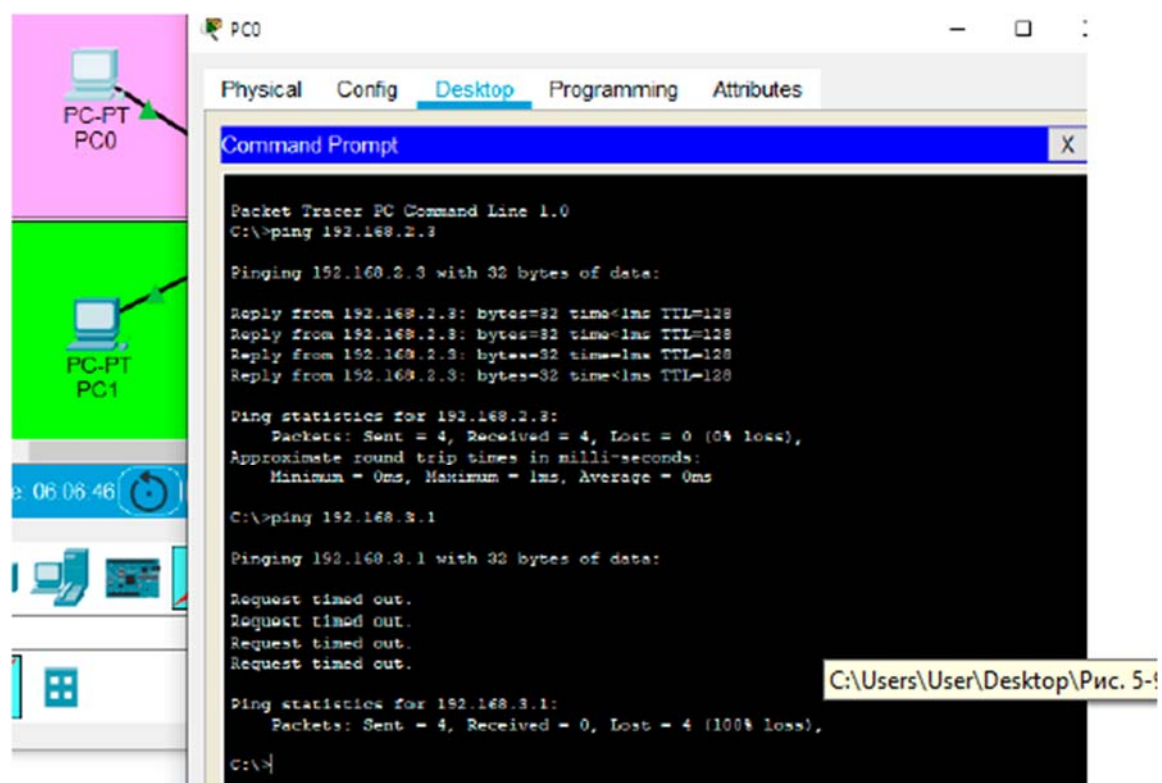 PC0
Physical Config Desktop Programming Attributes
Command Prompt
X
Packet Tracer PC Command Line 1.0
C:\>ping 192.168.2.3
Pinging 192.168.2.3 with 32 bytes of data:
Reply from 192.168.2.3: bytes=32 time<1ms TTL=128
Reply from 192.168.2.3: bytes=32 time<1ms TTL=128
Reply from 192.168.2.3: bytes=32 time=1ms TTL=128
Reply from 192.168.2.3: bytes=32 time<1ms TTL=128
Ping statistics for 192.168.2.3:
Packets: Sent = 4, Received = 4, Lost = 0 (0% loss),
Approximate round trip times in milli-seconds:
Minimum = 0ms, Maximum = 1ms, Average = 0ms
C:\>ping 192.168.3.1
Pinging 192.168.3.1 with 32 bytes of data:
Request timed out.
Request timed out.
Request timed out.
Request timed out.
Ping statistics for 192.168.3.1:
Packets: Sent = 4, Received = 0, Lost = 4 (100% loss),
C:\>
PC-PT
PC0
PC-PT
PC1
e: 06:06:46
C:\Users\User\Desktop\Рис. 5-9